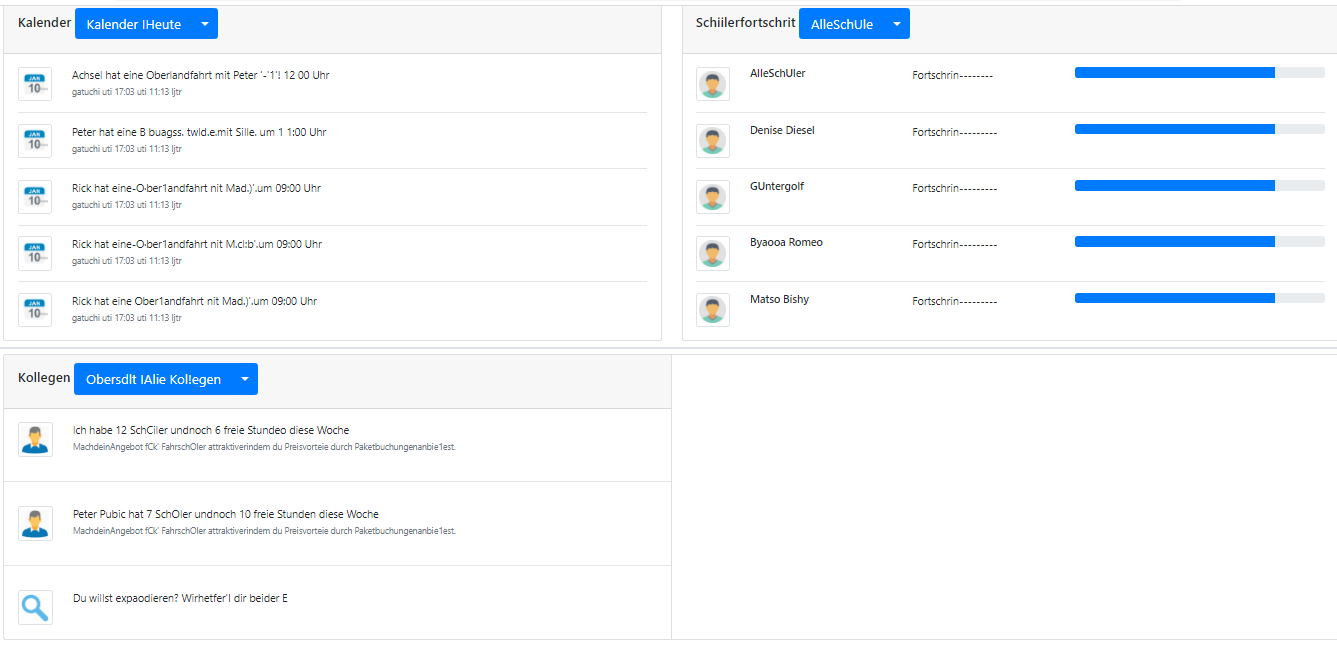 Kalender
Kalender IHeute
JAN
10
Achsel hat eine Oberlandfahrt mit Peter '-'1'! 12 00 Uhr
gatuchi uti 17:03 uti 11:13 ljtr
JAN
10
Peter hat eine B buagss. twld.e.mit Sille. um 1 1:00 Uhr
gatuchi uti 17:03 uti 11:13 ljtr
JAN
10
Rick hat eine-O·ber1andfahrt nit Mad.)'.um 09:00 Uhr
gatuchi uti 17:03 uti 11:13 ljtr
JAN
10
Rick hat eine-O·ber1andfahrt nit M.cl:b'.um 09:00 Uhr
gatuchi uti 17:03 uti 11:13 ljtr
JAN
10
Rick hat eine Ober1andfahrt nit Mad.)'.um 09:00 Uhr
gatuchi uti 17:03 uti 11:13 ljtr
Schiilerfortschrit
AlleSchUle
AlleSchUler
Fortschrin--------
Denise Diesel
Fortschrin---------
GUntergolf
Fortschrin---------
Byaooa Romeo
Fortschrin---------
Matso Bishy
Fortschrin---------
Kollegen
Obersdlt IAlie Kol!egen
Ich habe 12 SchCiler undnoch 6 freie Stundeo diese Woche
MachdeinAngebot fCk' FahrschOler attraktiverindem du Preisvorteie durch Paketbuchungenanbie1est.
Peter Pubic hat 7 SchOler undnoch 10 freie Stunden diese Woche
MachdeinAngebot fCk' FahrschOler attraktiverindem du Preisvorteie durch Paketbuchungenanbie1est.
Du willst expaodieren? Wirhetfer'l dir beider E